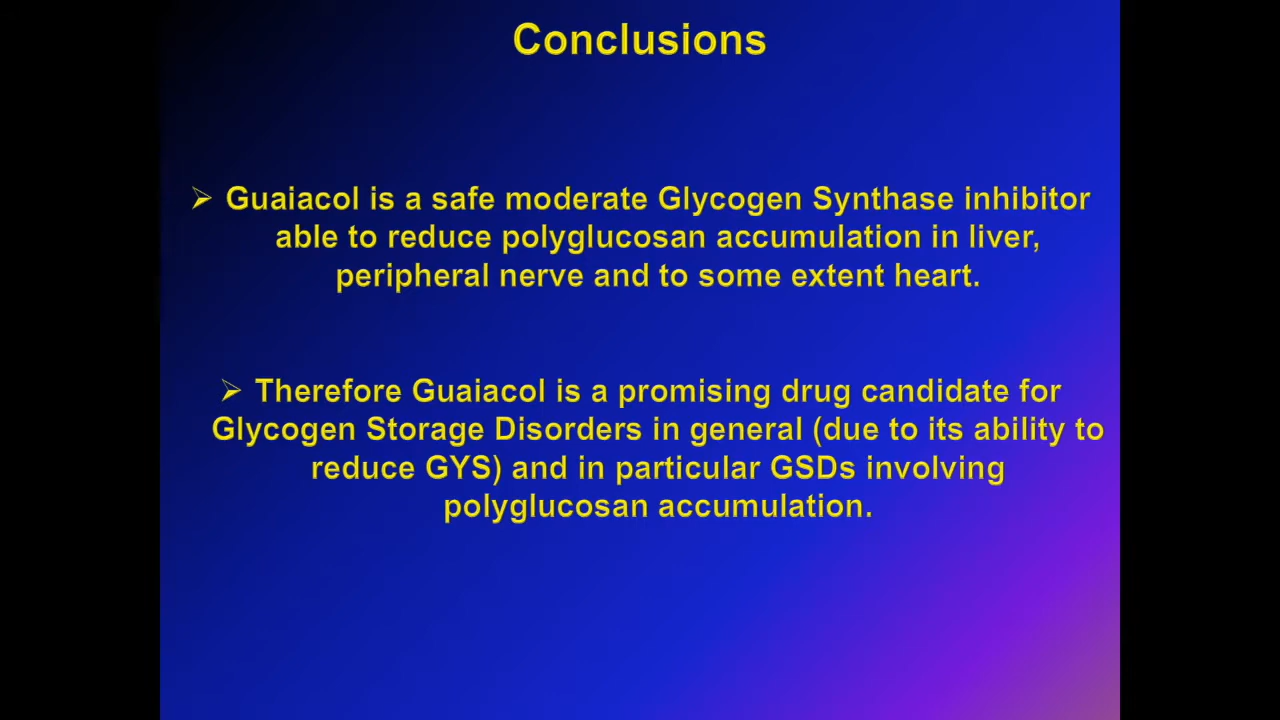 Conclusions
➢ Guaiacol is a safe moderate Glycogen Synthase inhibitor
able to reduce polyglucosan accumulation in liver,
peripheral nerve and to some extent heart.
➢ Therefore Guaiacol is a promising drug candidate for
Glycogen Storage Disorders in general (due to its ability to
reduce GYS) and in particular GSDs involving
polyglucosan accumulation.